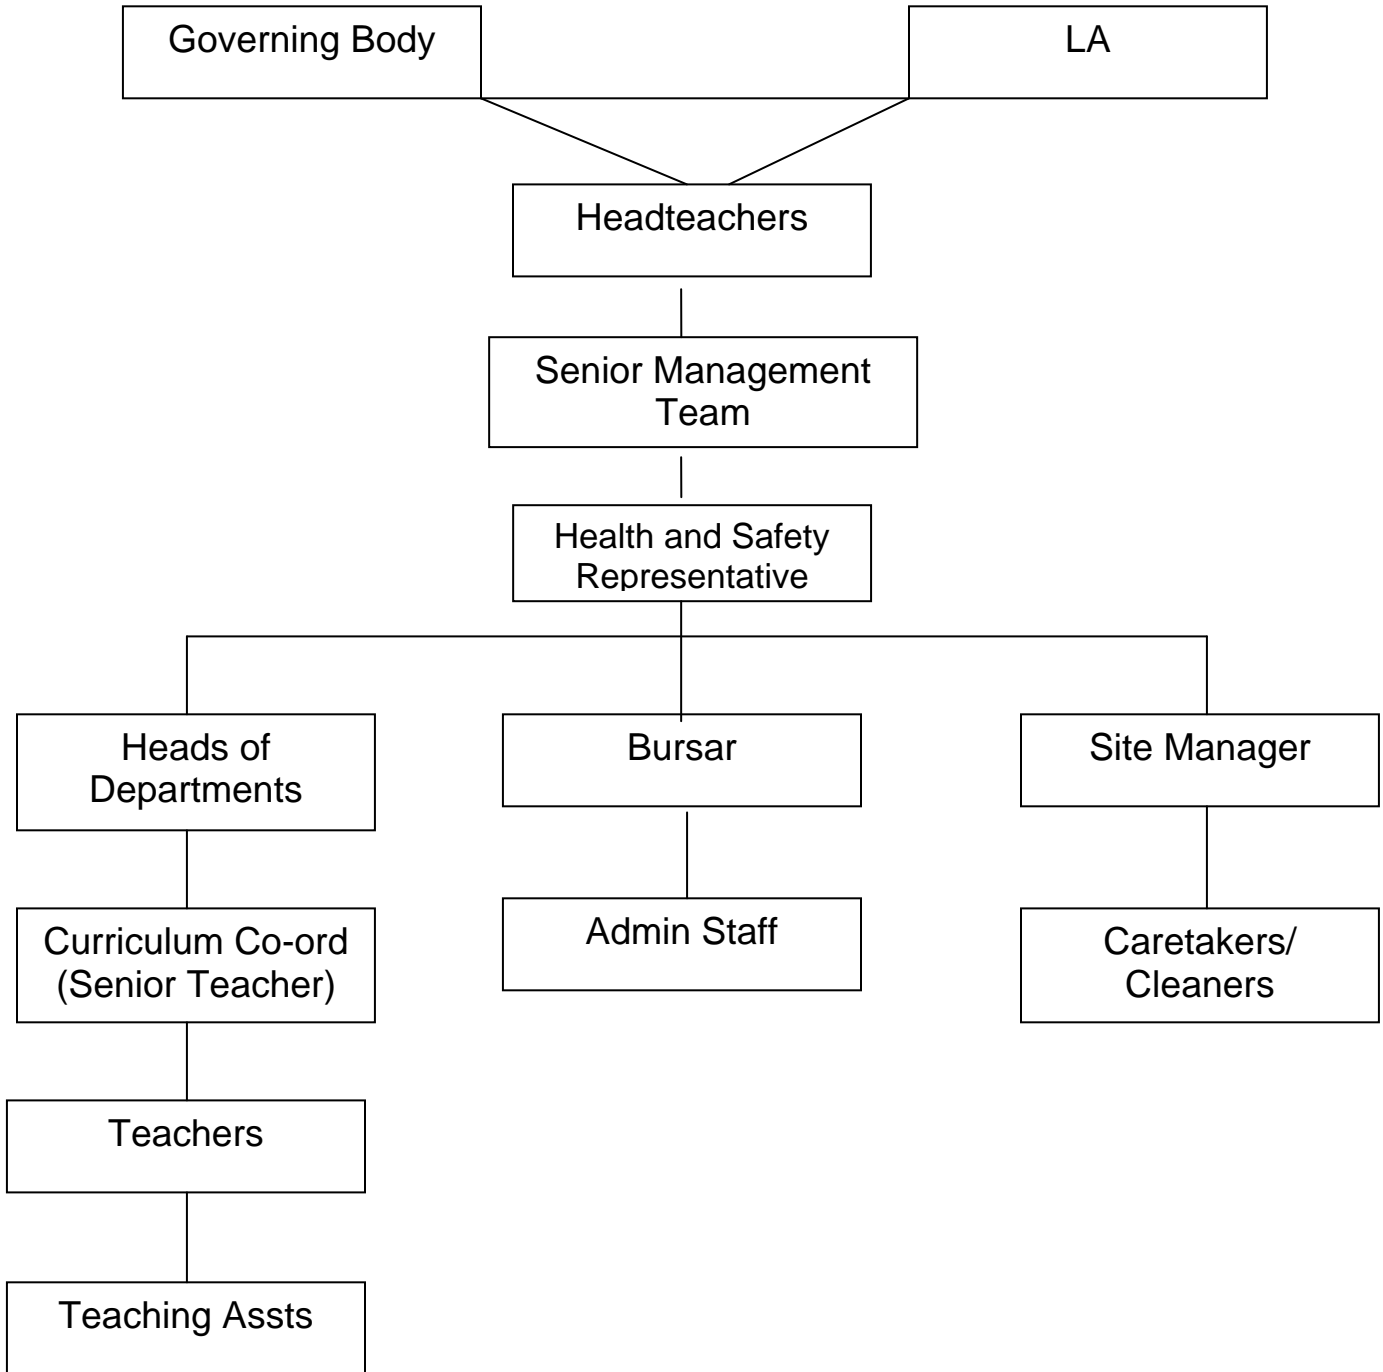 Governing Body
LA
Headteachers
Senior Management
Team
Health and Safety
Representative
Heads of
Departments
Bursar
Site Manager
Curriculum Co-ord
(Senior Teacher)
Admin Staff
Caretakers/
Cleaners
Teachers
Teaching Assts